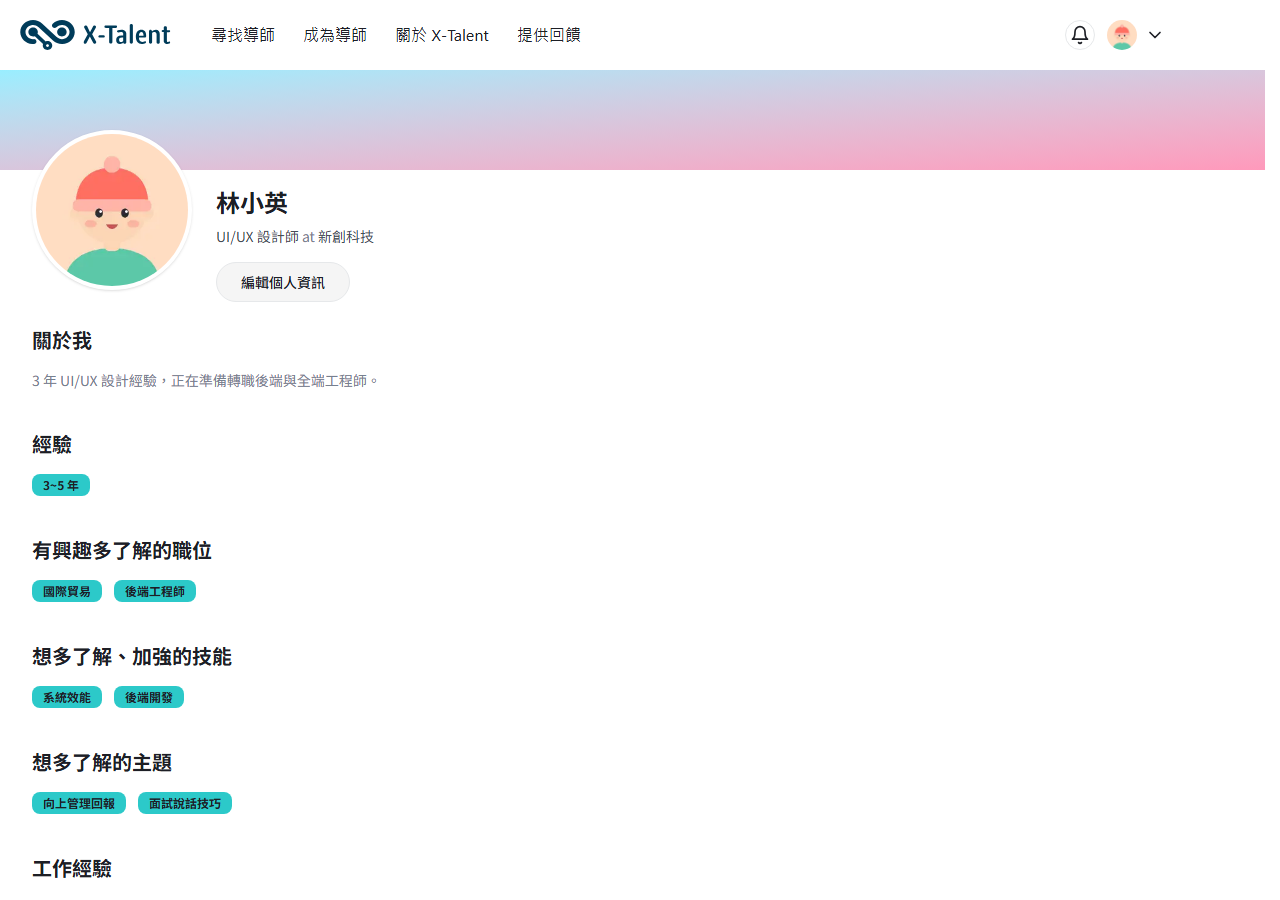 X-Talent
尋找導師 成為導師 關於 X-Talent 提供回饋
林小英
UI/UX 設計師 at 新創科技
編輯個人資訊
關於我
3 年 UI/UX 設計經驗，正在準備轉職後端與全端工程師。
經驗
3~5 年
有興趣多了解的職位
國際貿易 後端工程師
想多了解、加強的技能
系統效能 後端開發
想多了解的主題
向上管理回報 面試說話技巧
工作經驗